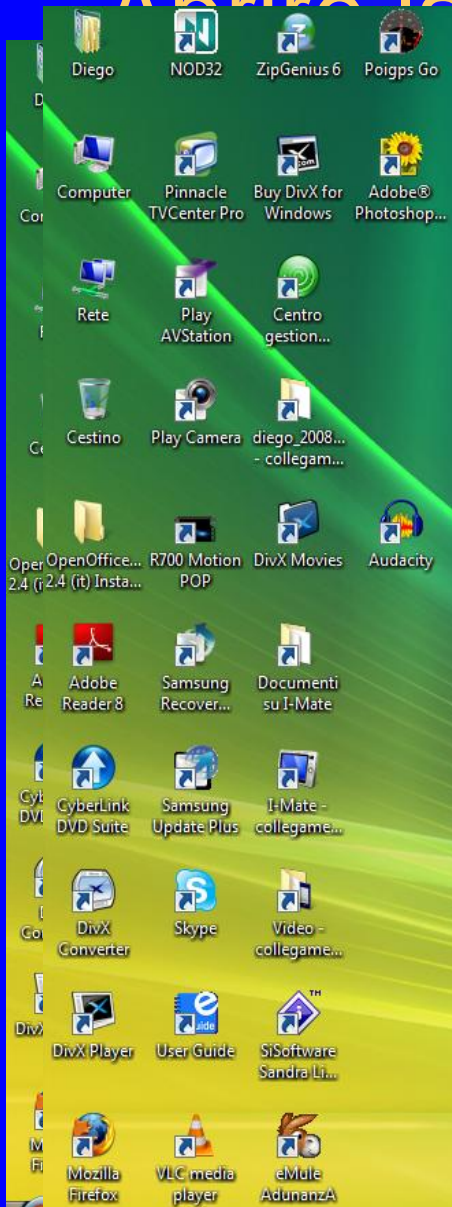 Diego
NOD32
ZipGenius 6
Poigps Go
Computer
Pinnacle
TVCenter Pro
Buy DivX for
Windows
Adobe®
Photoshop...
Rete
Play
AVStation
Centro
gestion...
Cestino
Play Camera
diego_2008...
- collegam...
OpenOffice...
2.4 (it) Insta...
R700 Motion
POP
DivX Movies
Audacity
Adobe
Reader 8
Samsung
Recover...
Documenti
su I-Mate
CyberLink
DVD Suite
Samsung
Update Plus
I-Mate -
collegame...
DivX
Converter
Skype
Video -
collegame...
DivX Player
User Guide
SiSoftware
Sandra Li...
Mozilla
Firefox
VLC media
player
eMule
AdunanzA